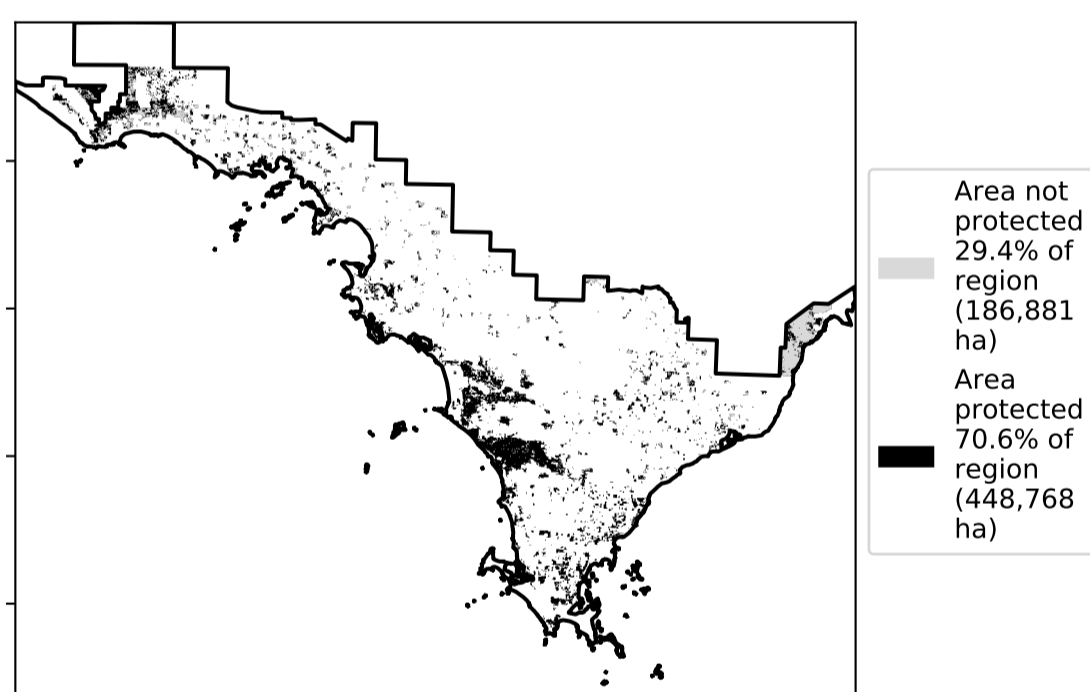 Area not
protected
29.4% of
region
(186,881
ha)
Area
protected
70.6% of
region
(448,768
ha)